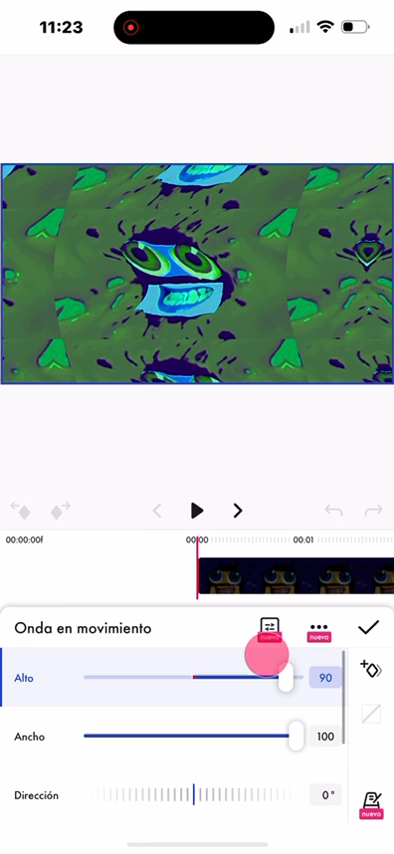 11:23
00:00:00f
00:00
00:01
Onda en movimiento
nuevo
nuevo
Alto
90
Ancho
100
Dirección
0°
nuevo